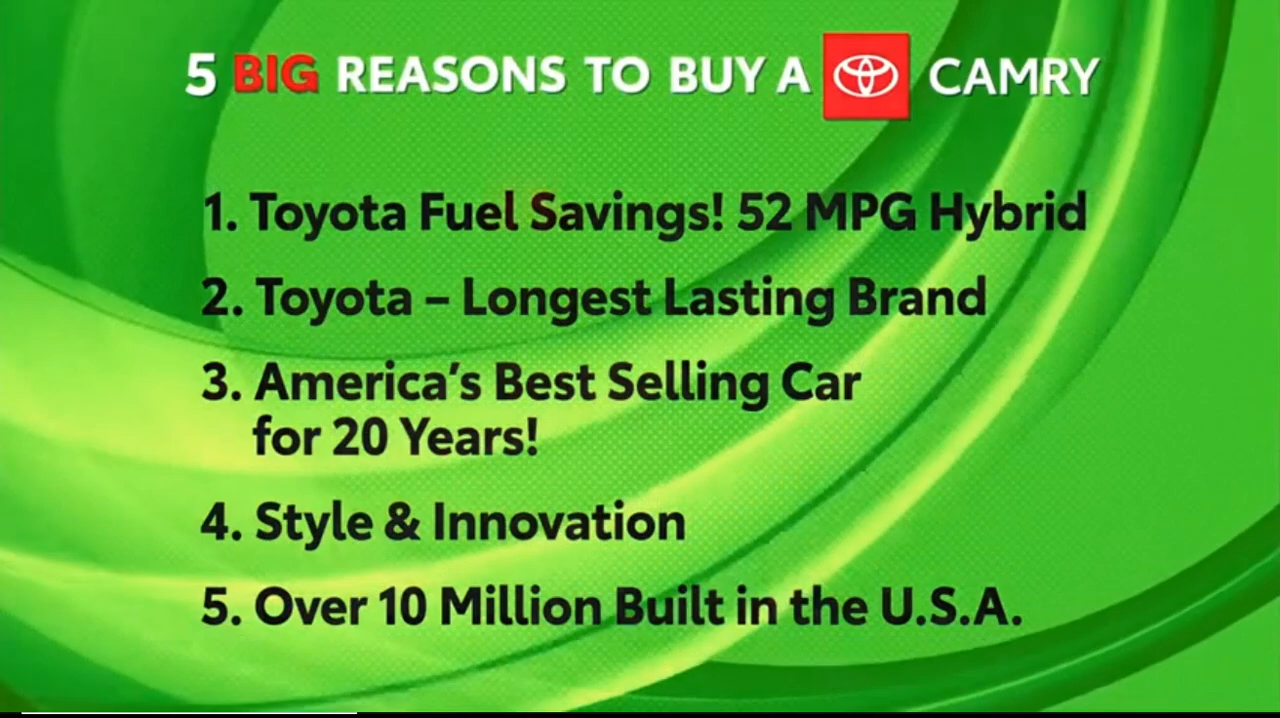 5 BIG REASONS TO BUY A CAMRY
1. Toyota Fuel Savings! 52 MPG Hybrid
2. Toyota – Longest Lasting Brand
3. America's Best Selling Car
for 20 Years!
4. Style & Innovation
5. Over 10 Million Built in the U.S.A.